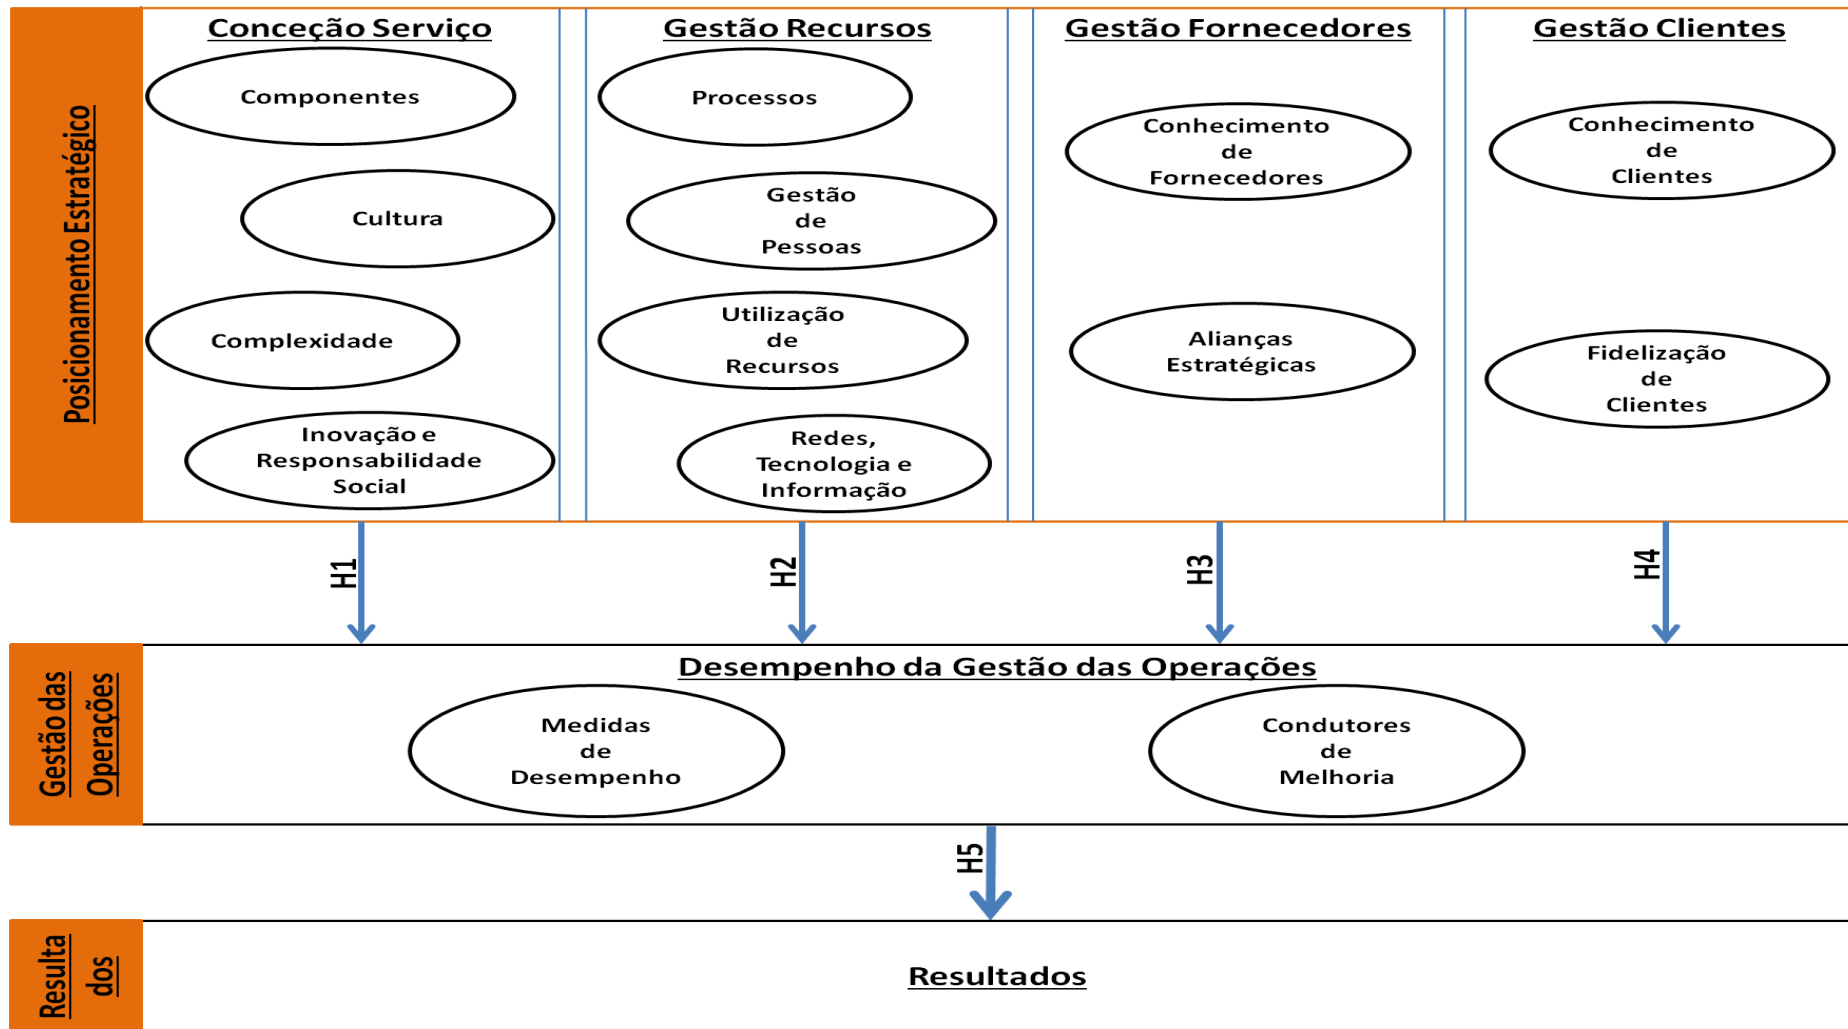 Posicionamento Estratégico
Conceção Serviço
Componentes
Cultura
Complexidade
Inovação e
Responsabilidade
Social
Gestão Recursos
Processos
Gestão
de
Pessoas
Utilização
de
Recursos
Redes,
Tecnologia e
Informação
Gestão Fornecedores
Conhecimento
de
Fornecedores
Alianças
Estratégicas
Gestão Clientes
Conhecimento
de
Clientes
Fidelização
de
Clientes
H1
H2
H3
H4
Gestão das
Operações
Desempenho da Gestão das Operações
Medidas
de
Desempenho
Condutores
de
Melhoria
H5
Resulta
dos
Resultados